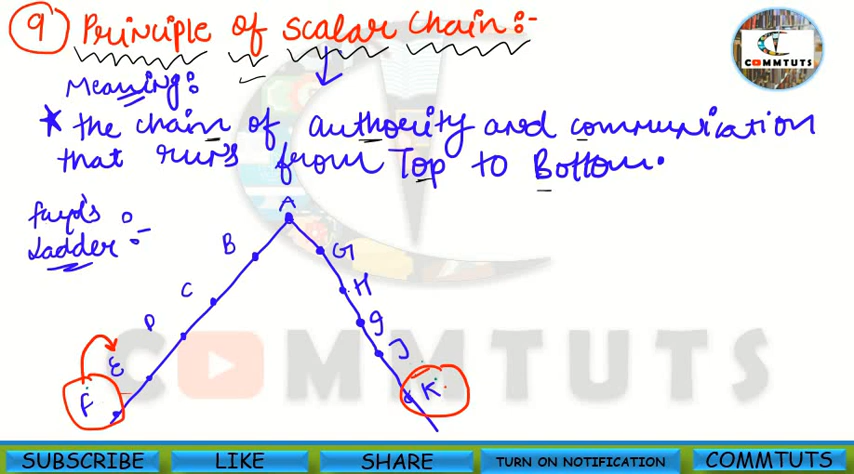 9 Principle of Scalar Chain:-
COMMTUTS
Meaning:
* the chain of authority and communication
that runs from Top to Bottom.
fayol's
Ladder:-
A
B
G
C
H
D
I
E
J
F
K
COMMTUTS
SUBSCRIBE LIKE SHARE TURN ON NOTIFICATION COMMTUTS